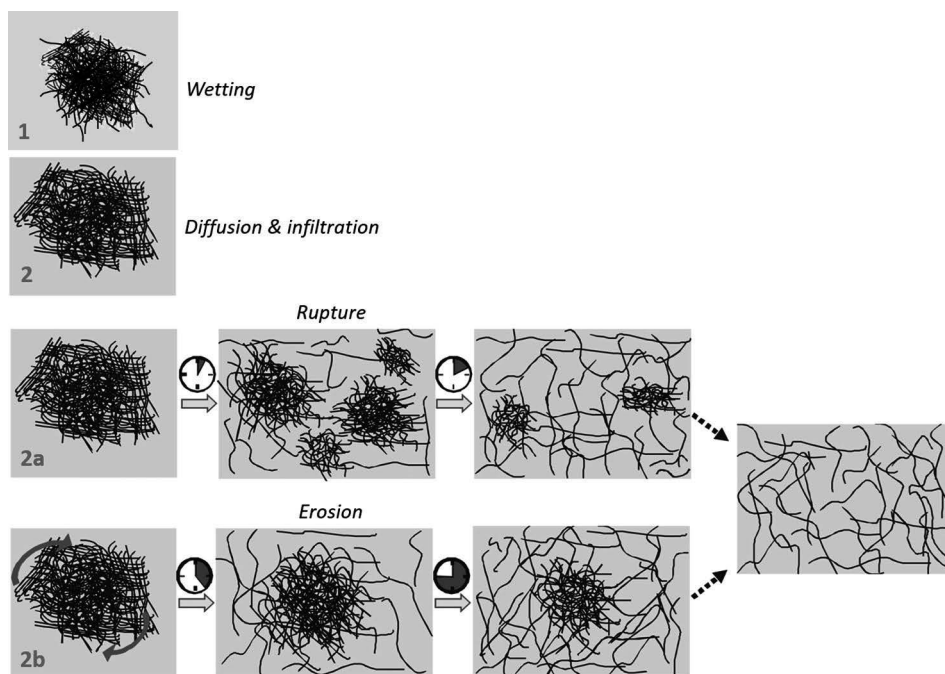 Wetting
1
Diffusion & infiltration
2
Rupture
2a
Erosion
2b